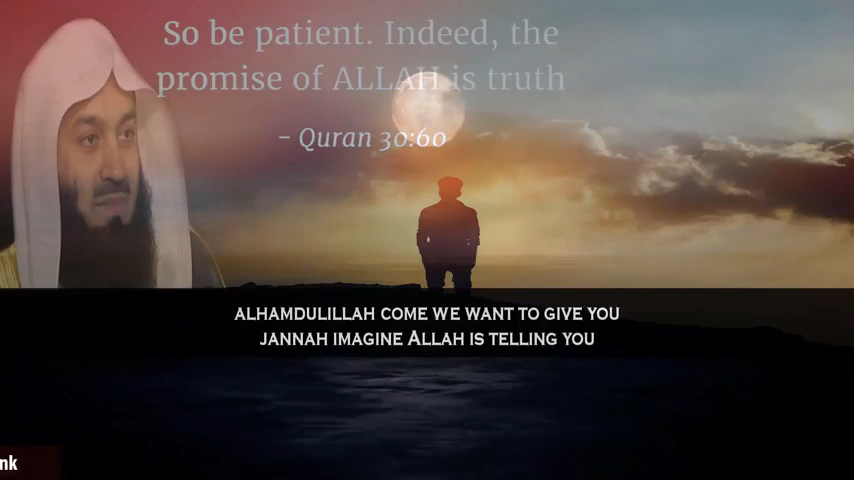 So be patient. Indeed, the
promise of ALLAH is truth
- Quran 30:60
ALHAMDULILLAH COME WE WANT TO GIVE YOU
JANNAH IMAGINE ALLAH IS TELLING YOU
nk